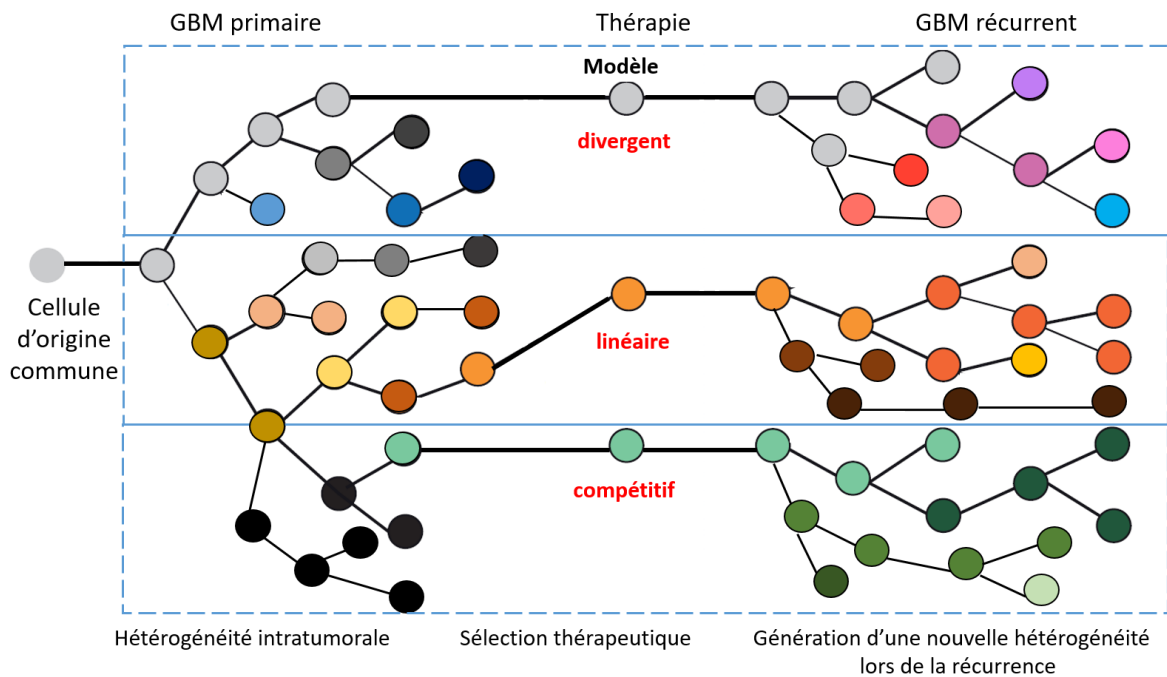 GBM primaire
Thérapie
GBM récurrent
Modèle
divergent
Cellule
d’origine
commune
linéaire
compétitif
Hétérogénéité intratumorale
Sélection thérapeutique
Génération d’une nouvelle hétérogénéité
lors de la récurrence